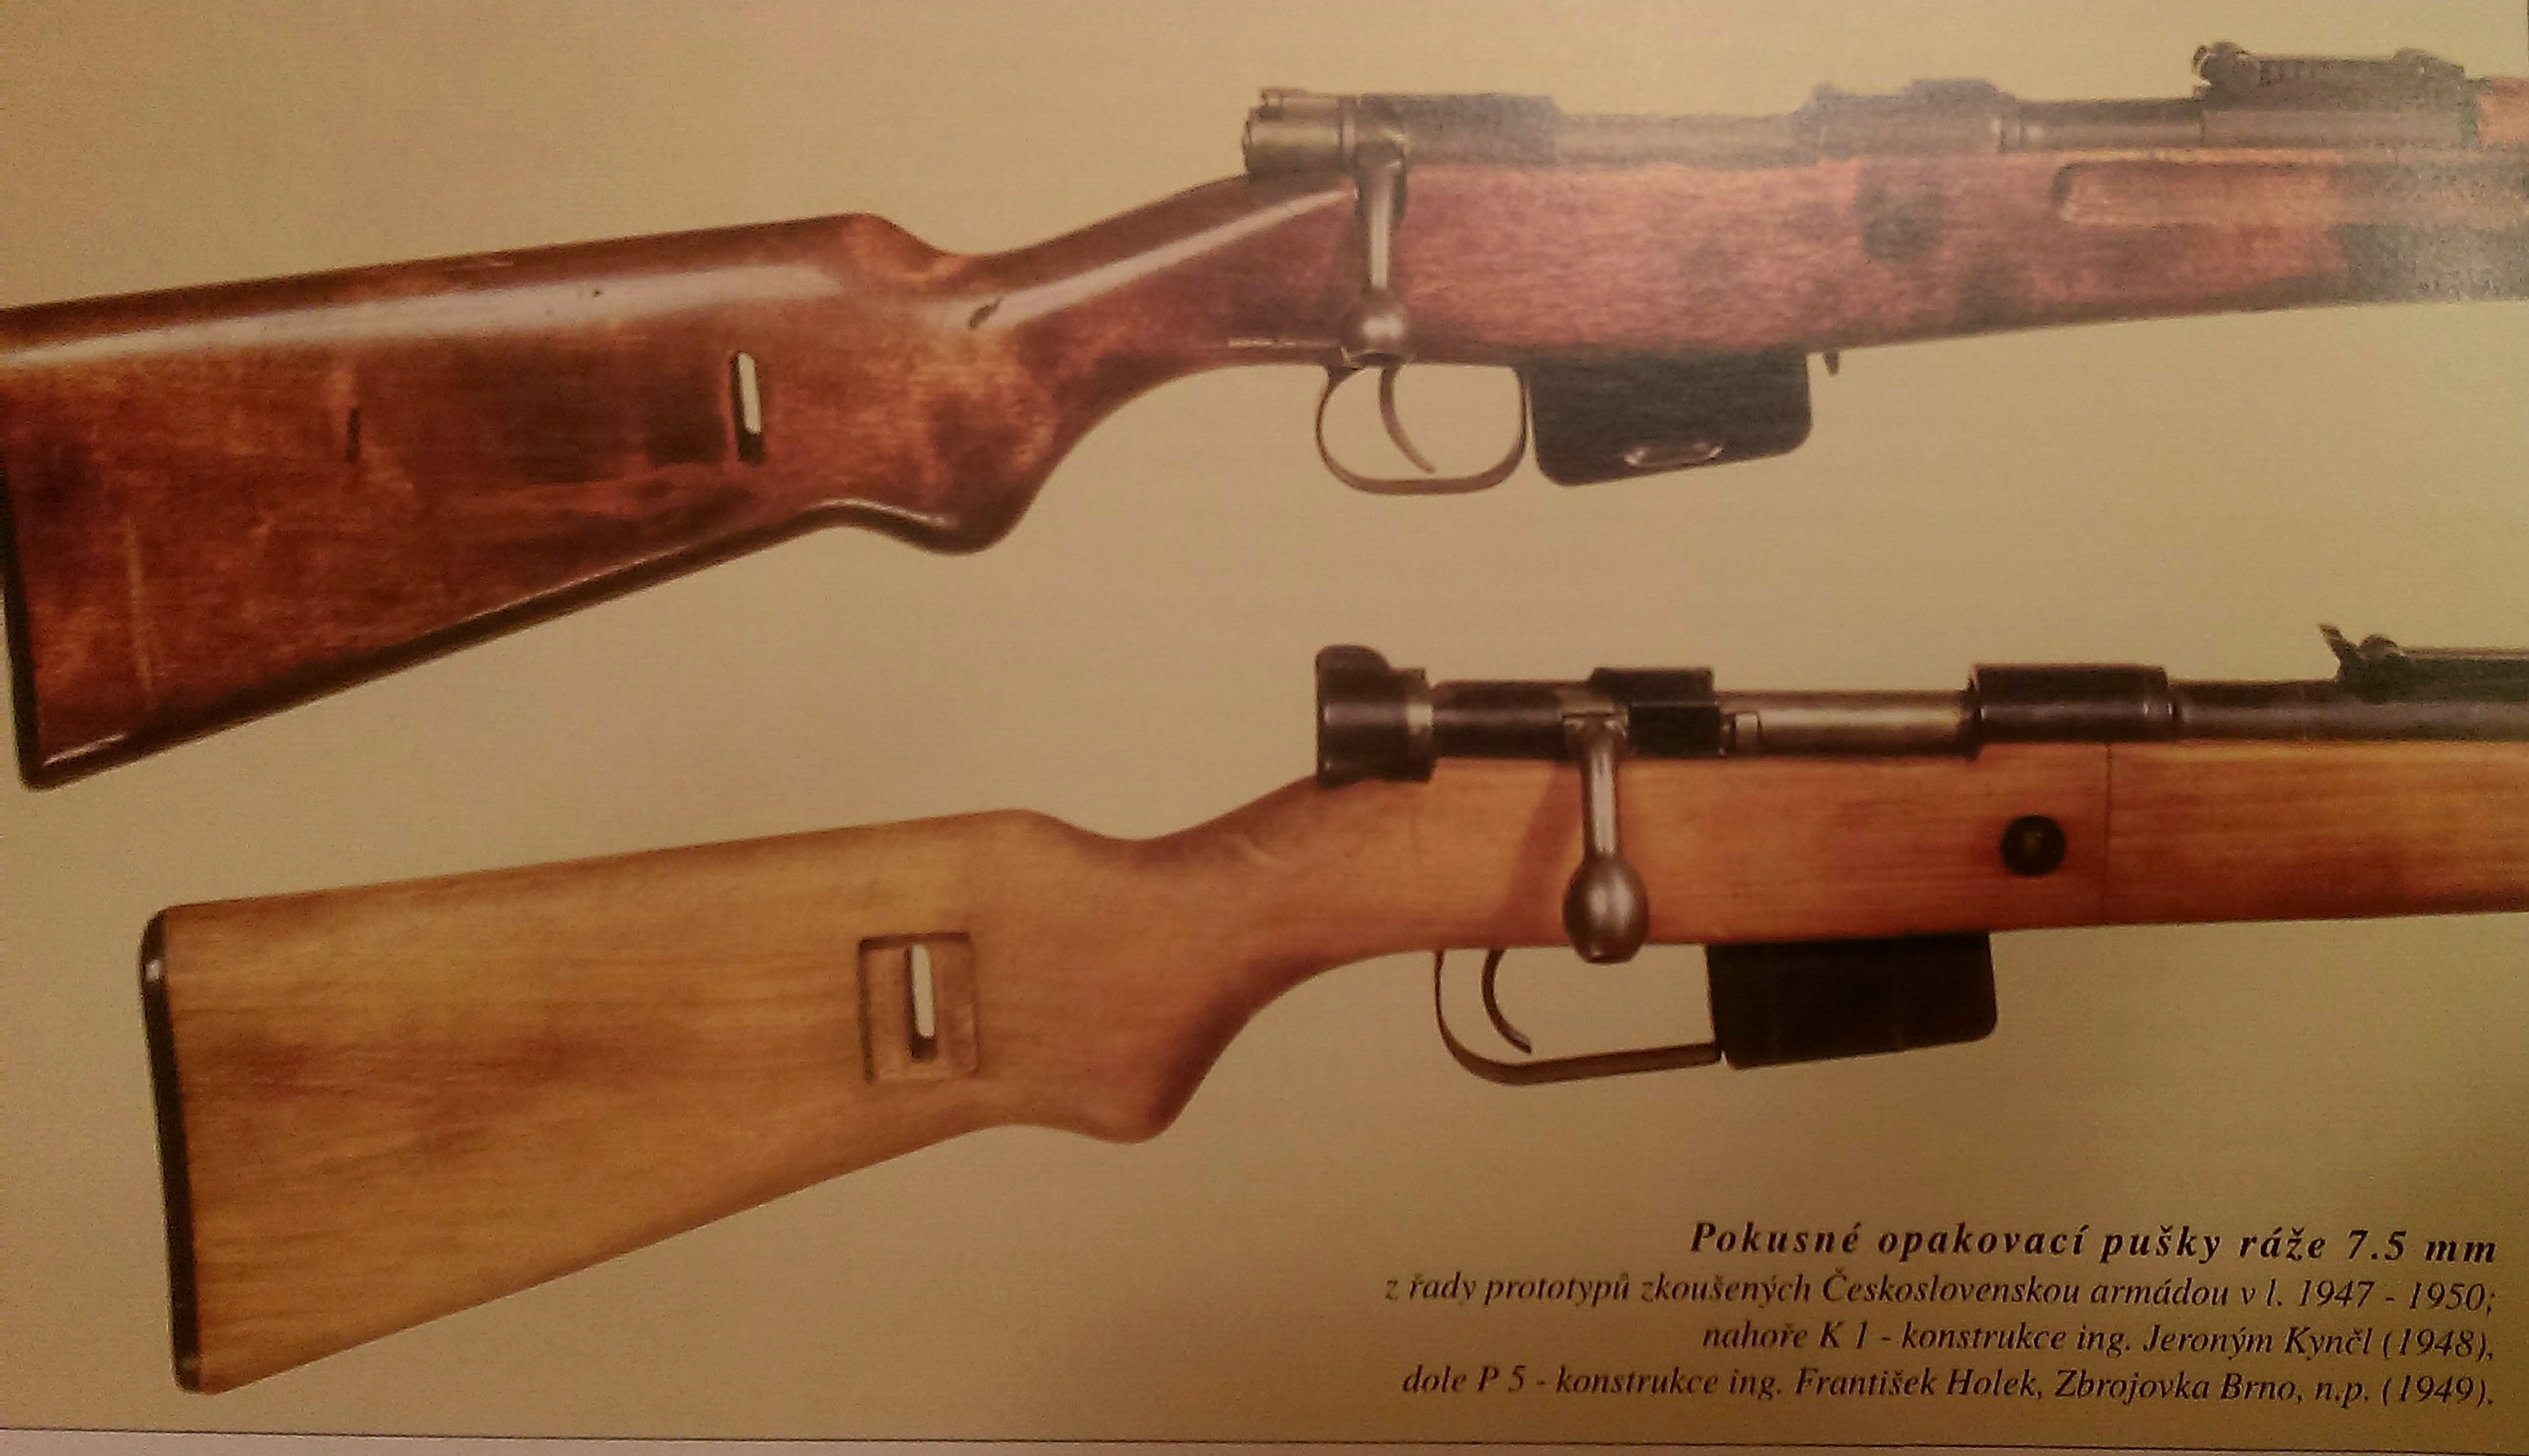 Pokusné opakovací pušky ráže 7.5 mm
z řady prototypů zkoušených Československou armádou v l. 1947 - 1950;
nahoře K 1 - konstrukce ing. Jeroným Kynčl (1948),
dole P 5 - konstrukce ing. František Holek, Zbrojovka Brno, n.p. (1949).